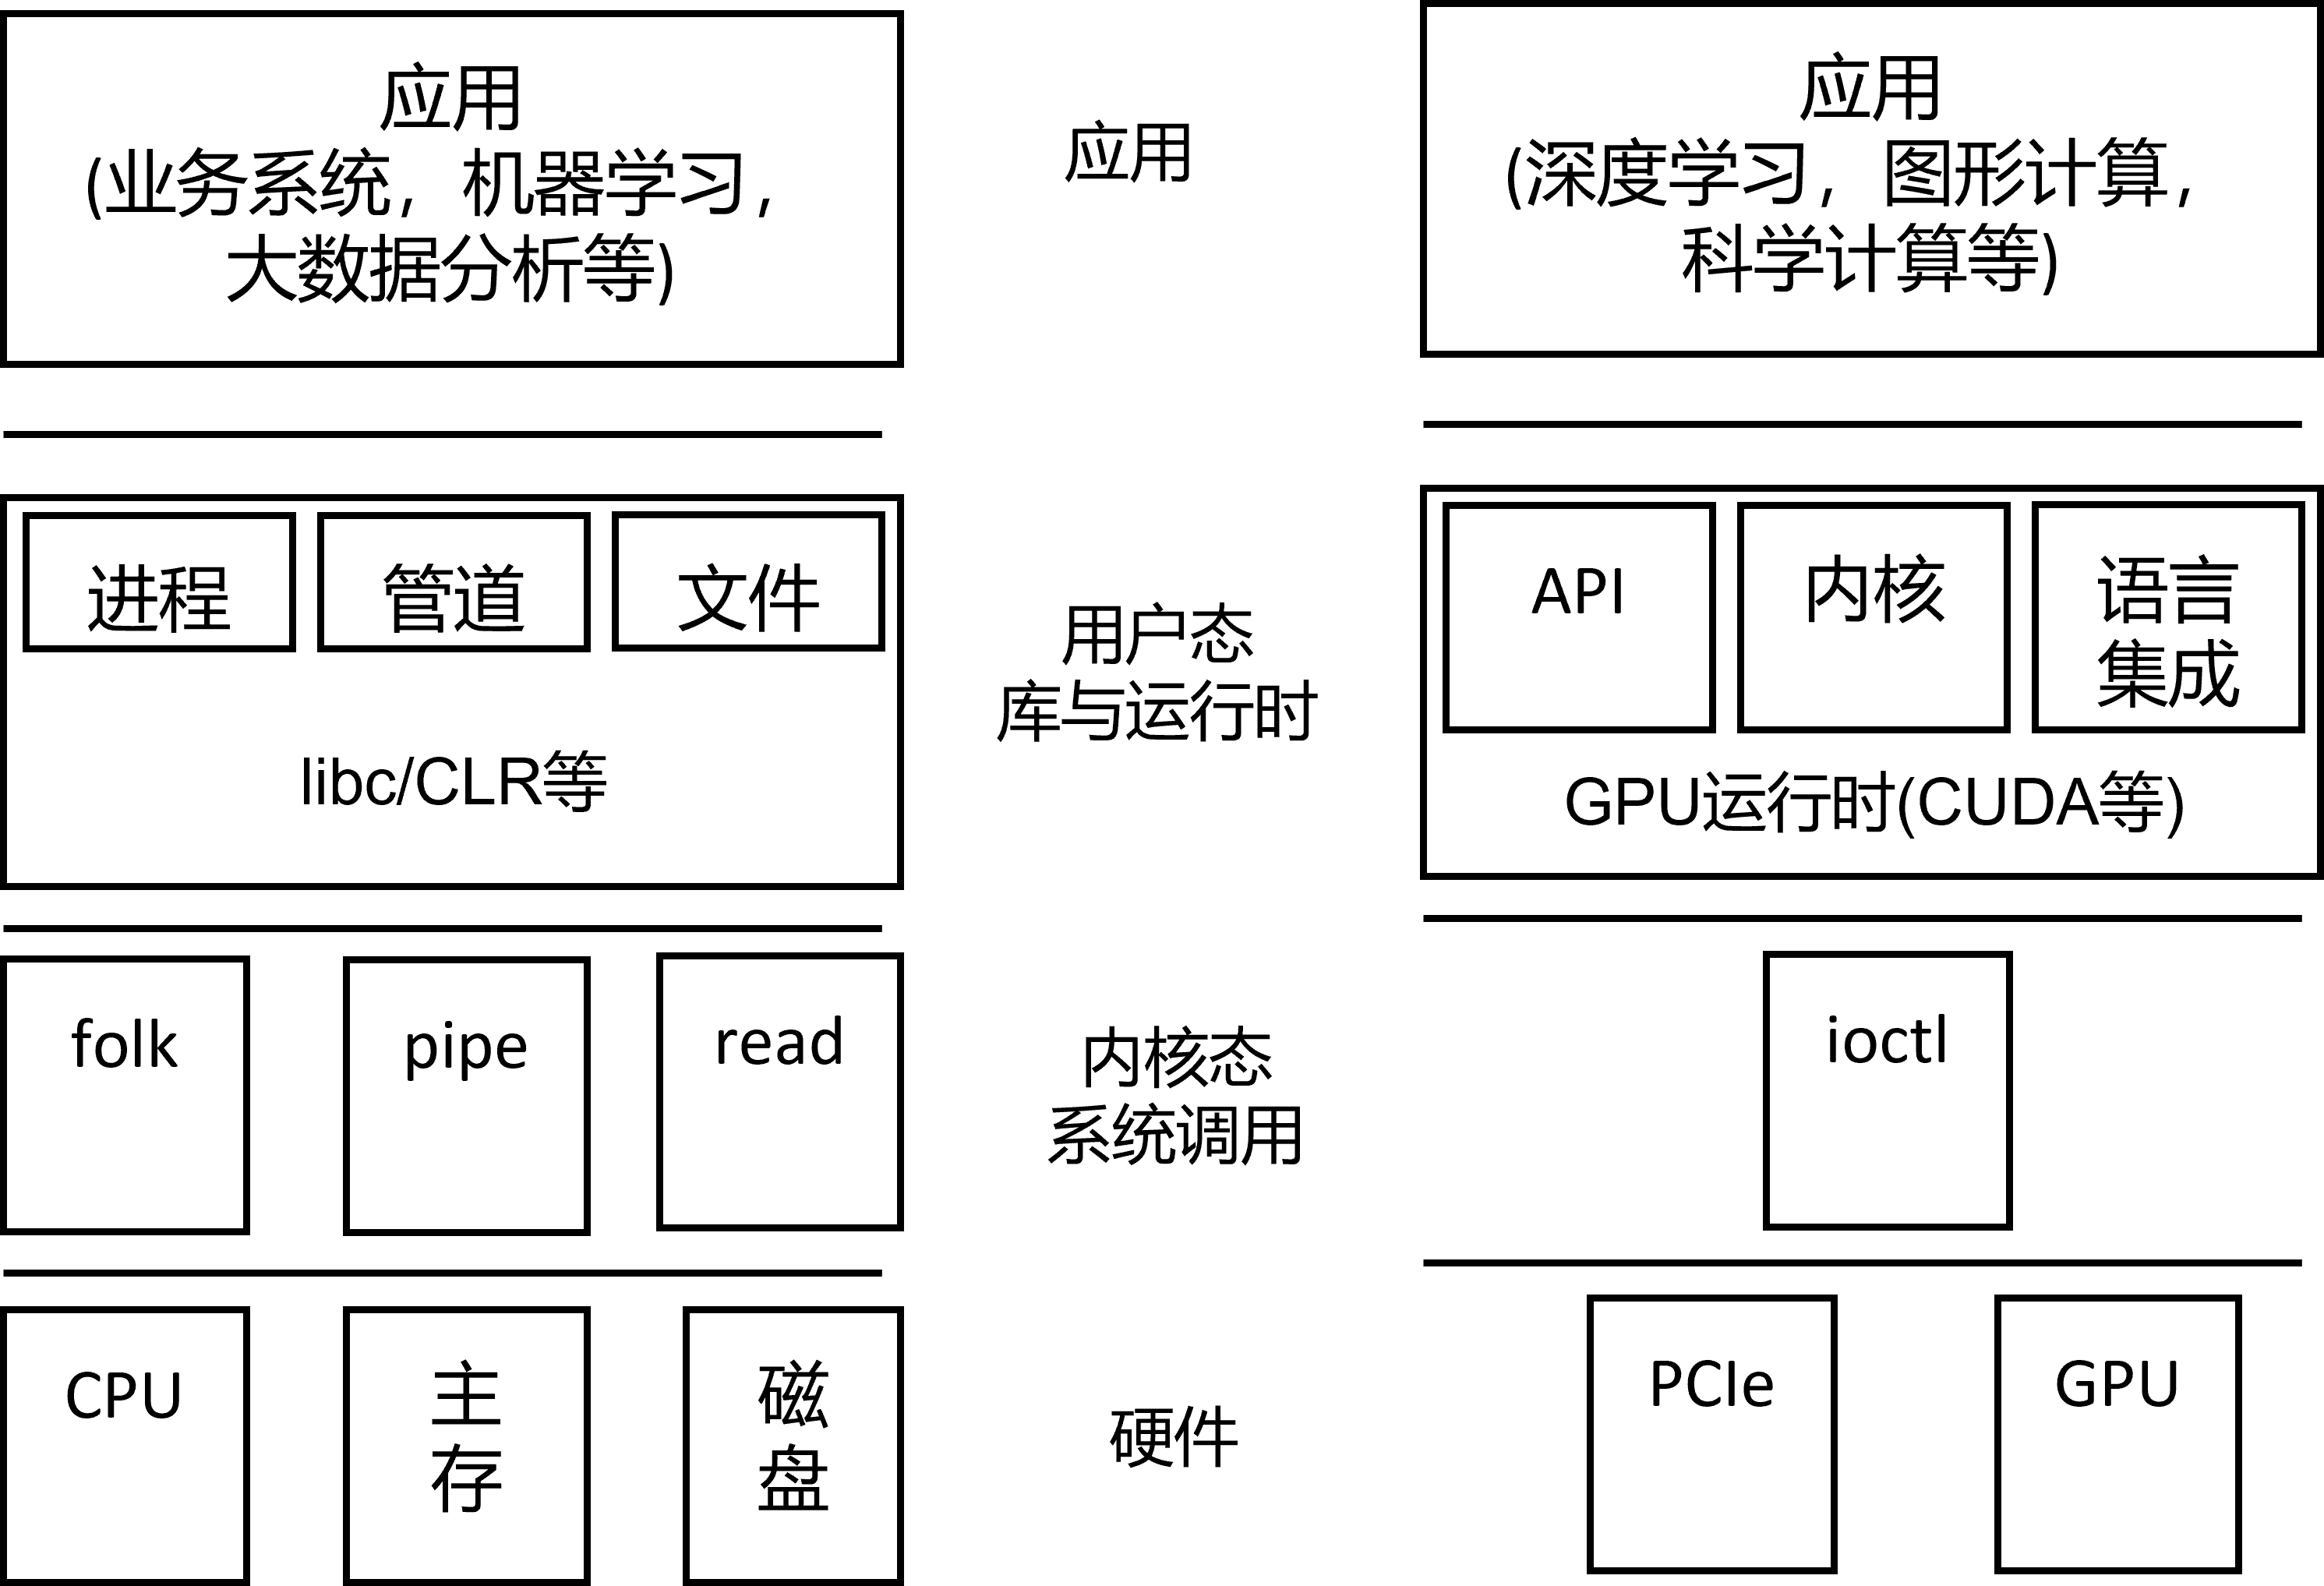 应用
(业务系统，机器学习，
大数据分析等)
应用
应用
(深度学习，图形计算，
科学计算等)
进程
管道
文件
libc/CLR等
用户态
库与运行时
API
内核
语言
集成
GPU运行时(CUDA等)
folk
pipe
read
内核态
系统调用
ioctl
CPU
主
存
磁
盘
硬件
PCIe
GPU